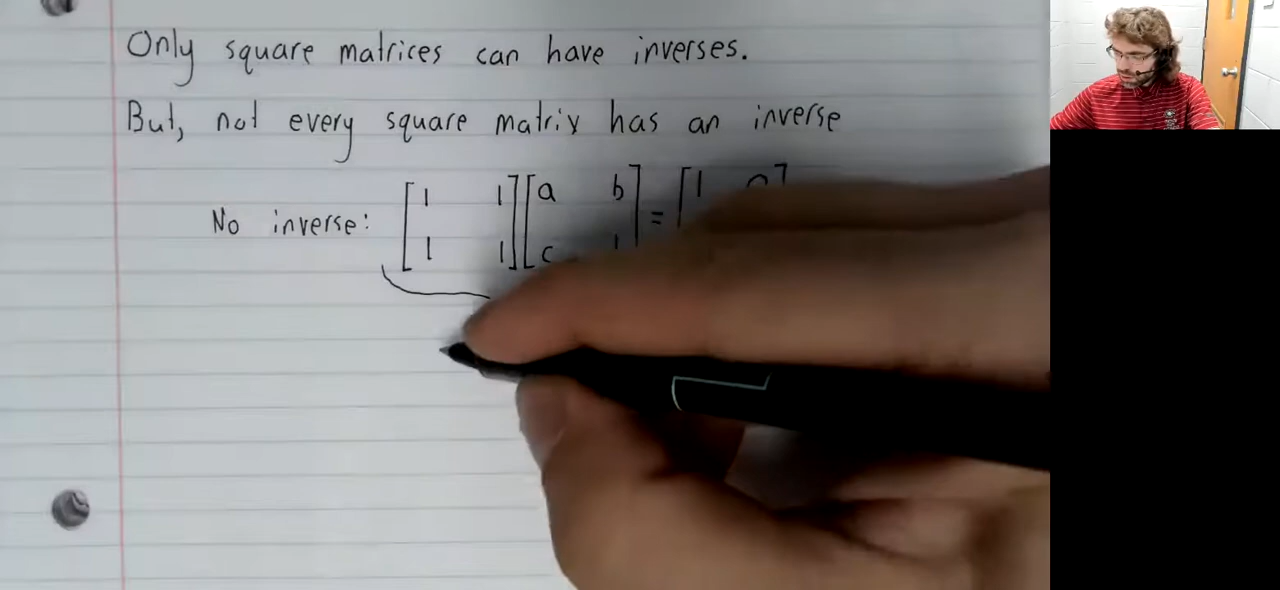 Only square matrices can have inverses.
But, not every square matrix has an inverse
No inverse: [1 1] [a b] = [1 0]
[1 1] [c